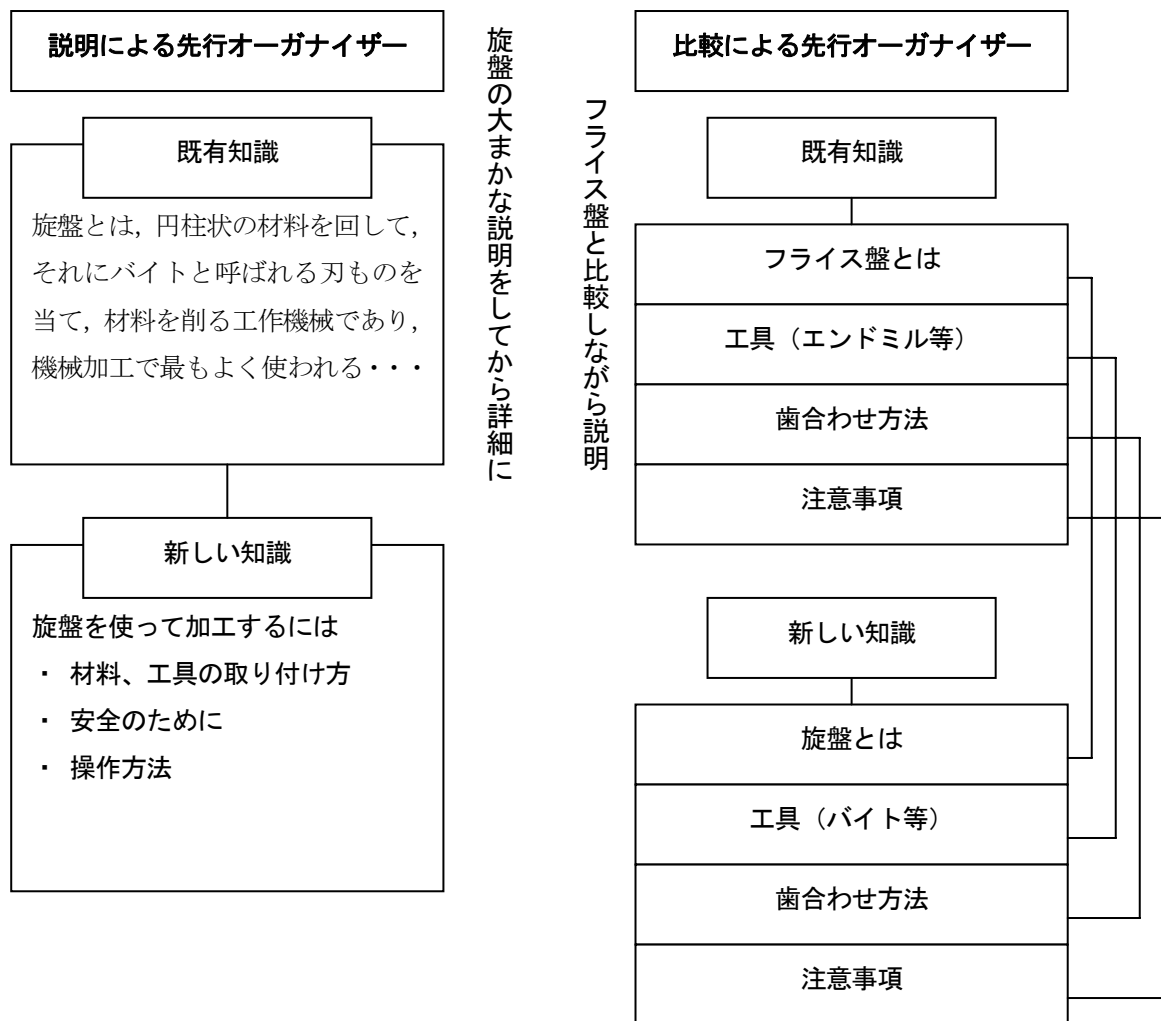 説明による先行オーガナイザー
既有知識
旋盤とは，円柱状の材料を回して，
それにバイトと呼ばれる刃ものを
当て，材料を削る工作機械であり，
機械加工で最もよく使われる・・・
新しい知識
旋盤を使って加工するには
・ 材料、工具の取り付け方
・ 安全のために
・ 操作方法
旋盤の大まかな説明をしてから詳細に
フライス盤と比較しながら説明
比較による先行オーガナイザー
既有知識
フライス盤とは
工具（エンドミル等）
歯合わせ方法
注意事項
新しい知識
旋盤とは
工具（バイト等）
歯合わせ方法
注意事項